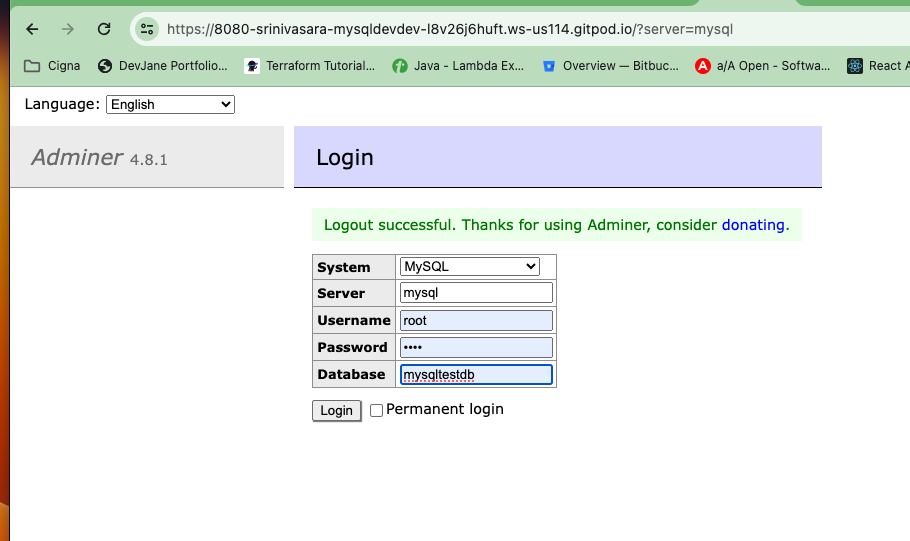 https://8080-srinivasara-mysqldevdev-l8v26j6huft.ws-us114.gitpod.io/?server=mysql
Cigna DevJane Portfolio... Terraform Tutorial... Java - Lambda Ex... Overview — Bitbuc... a/A Open - Softwa... React A
Language: English
Adminer 4.8.1
Login
Logout successful. Thanks for using Adminer, consider donating.
System MySQL
Server mysql
Username root
Password ••••
Database mysqltestdb
Login Permanent login